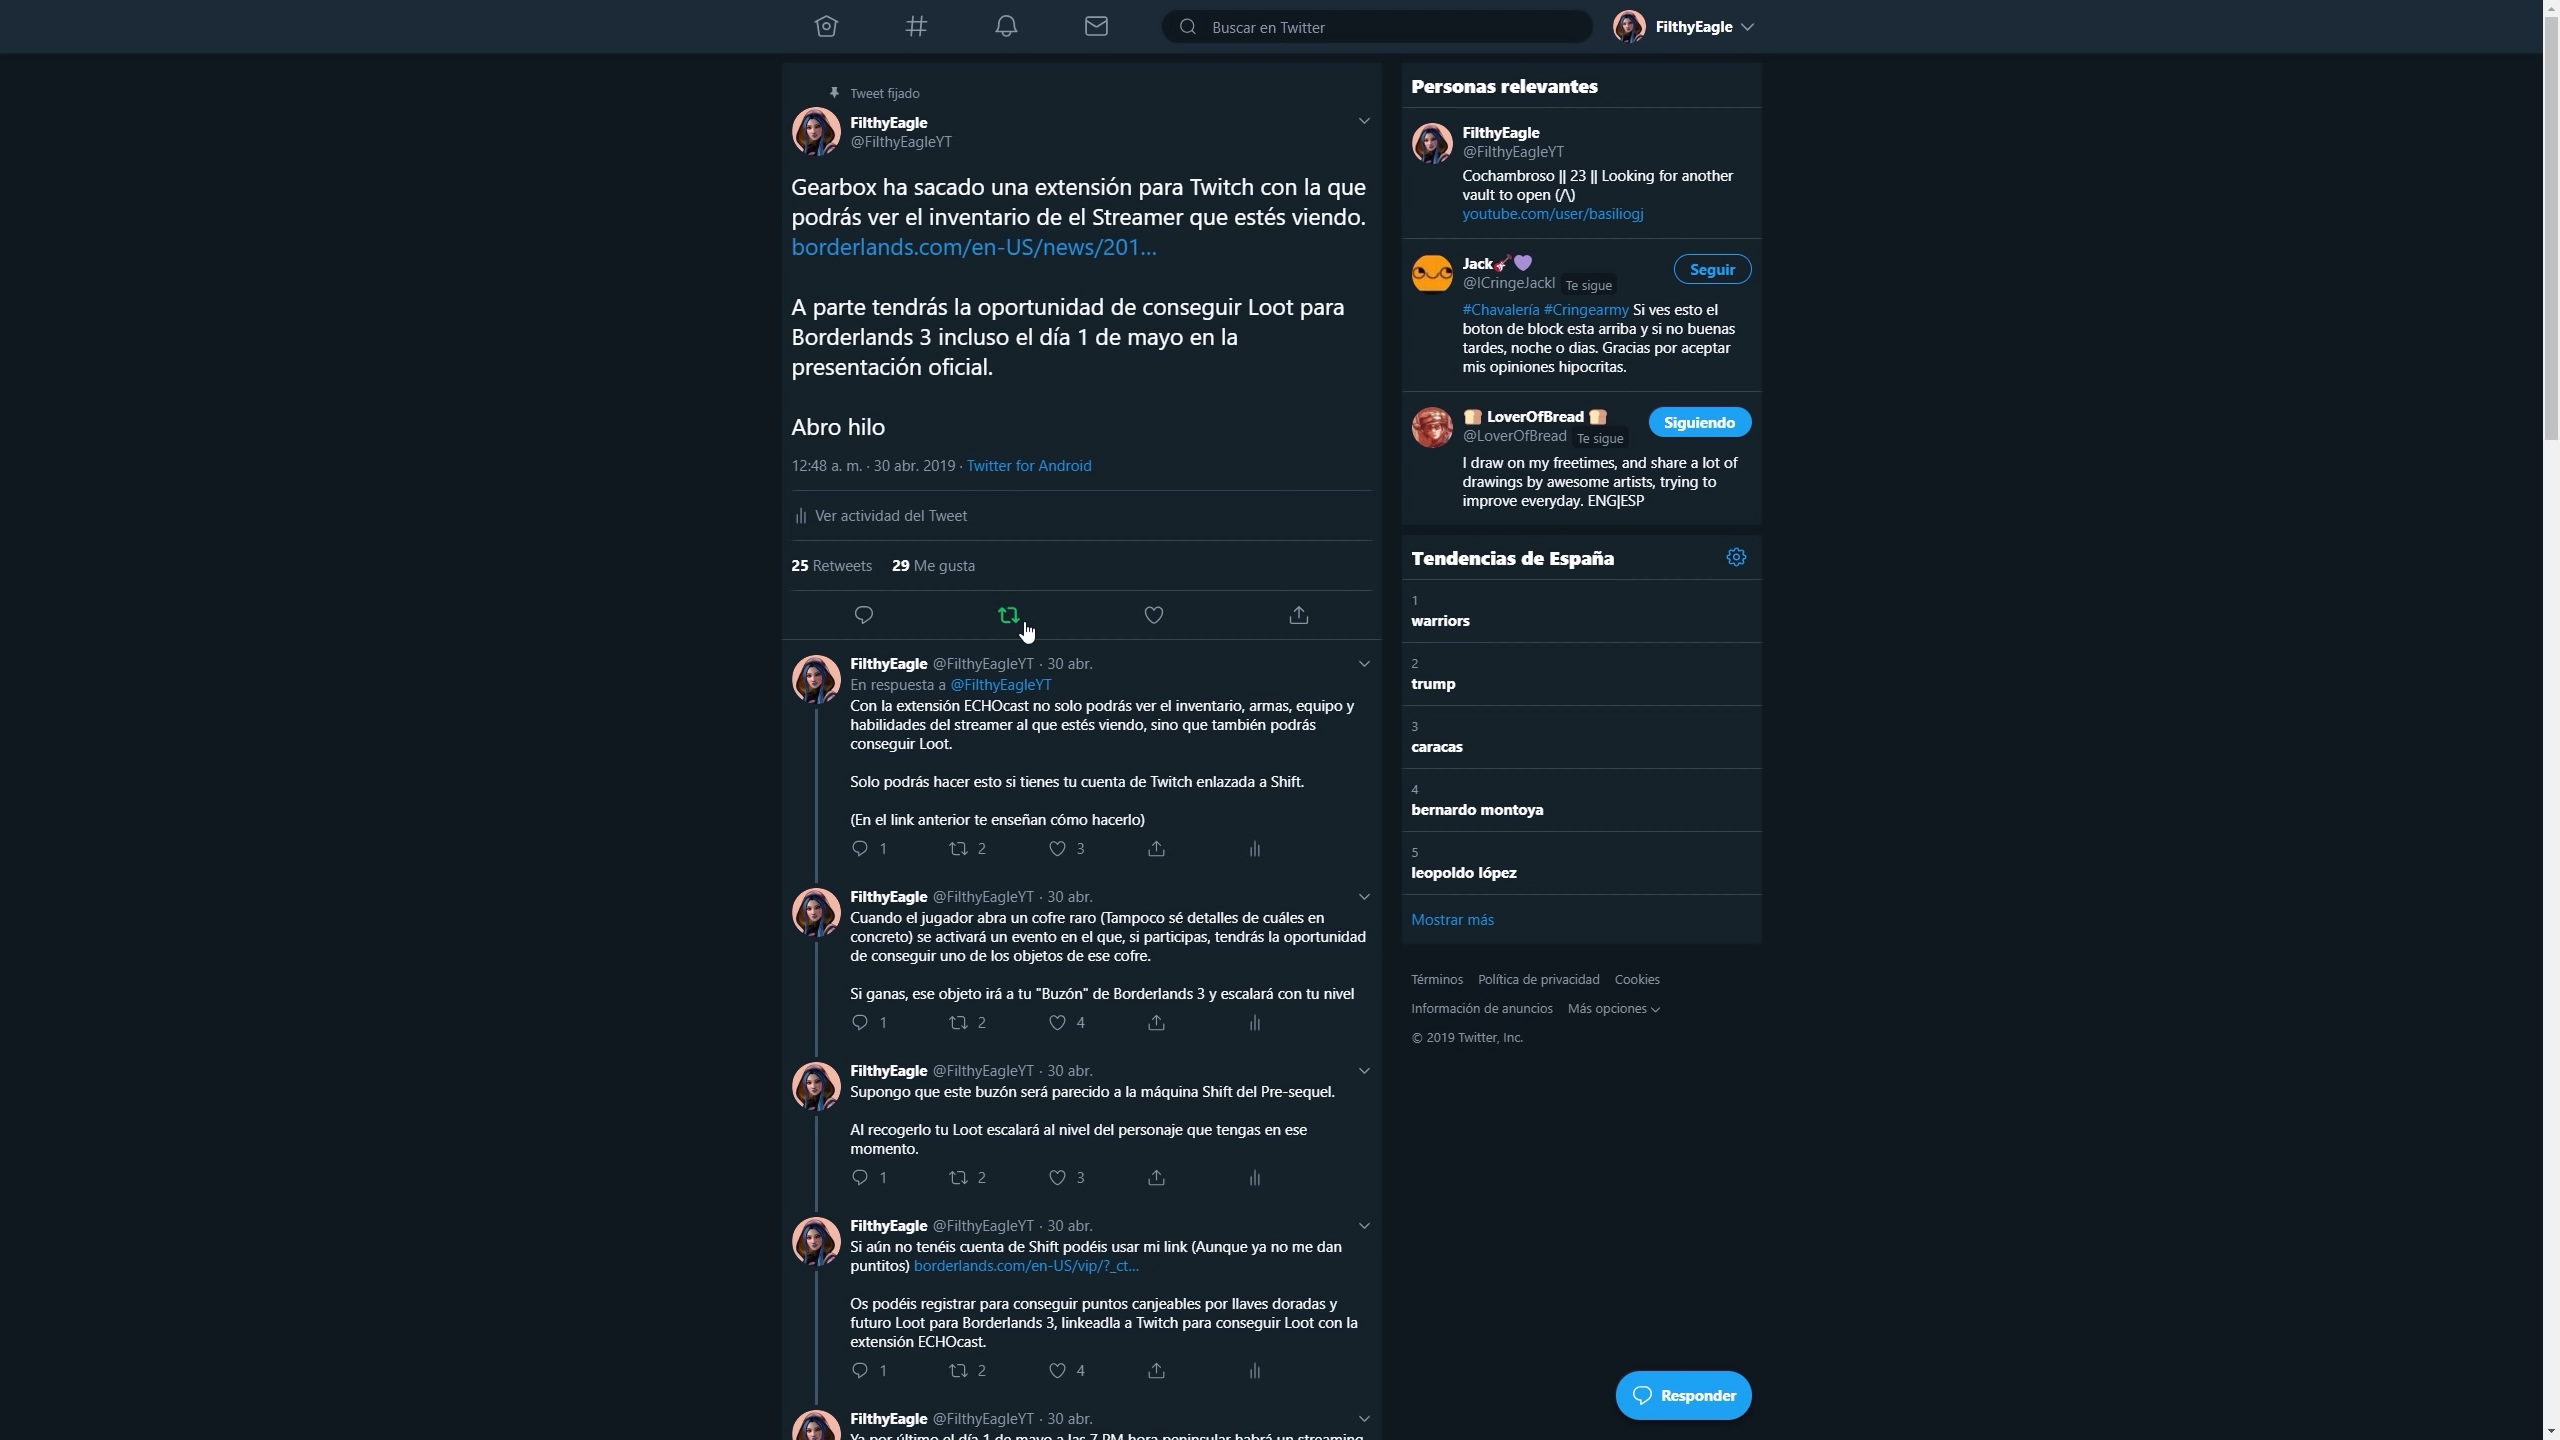 Buscar en Twitter
FilthyEagle
Tweet fijado
FilthyEagle
@FilthyEagleYT
Gearbox ha sacado una extensión para Twitch con la que
podrás ver el inventario de el Streamer que estés viendo.
borderlands.com/en-US/news/201...
A parte tendrás la oportunidad de conseguir Loot para
Borderlands 3 incluso el día 1 de mayo en la
presentación oficial.
Abro hilo
12:48 a. m. · 30 abr. 2019 · Twitter for Android
Ver actividad del Tweet
25 Retweets 29 Me gusta
FilthyEagle @FilthyEagleYT · 30 abr.
En respuesta a @FilthyEagleYT
Con la extensión ECHOcast no solo podrás ver el inventario, armas, equipo y
habilidades del streamer al que estés viendo, sino que también podrás
conseguir Loot.
Solo podrás hacer esto si tienes tu cuenta de Twitch enlazada a Shift.
(En el link anterior te enseñan cómo hacerlo)
1 2 3
FilthyEagle @FilthyEagleYT · 30 abr.
Cuando el jugador abra un cofre raro (Tampoco sé detalles de cuáles en
concreto) se activará un evento en el que, si participas, tendrás la oportunidad
de conseguir uno de los objetos de ese cofre.
Si ganas, ese objeto irá a tu "Buzón" de Borderlands 3 y escalará con tu nivel
1 2 4
FilthyEagle @FilthyEagleYT · 30 abr.
Supongo que este buzón será parecido a la máquina Shift del Pre-sequel.
Al recogerlo tu Loot escalará al nivel del personaje que tengas en ese
momento.
1 2 3
FilthyEagle @FilthyEagleYT · 30 abr.
Si aún no tenéis cuenta de Shift podéis usar mi link (Aunque ya no me dan
puntitos) borderlands.com/en-US/vip/?_ct...
Os podéis registrar para conseguir puntos canjeables por llaves doradas y
futuro Loot para Borderlands 3, linkeadla a Twitch para conseguir Loot con la
extensión ECHOcast.
1 2 4
FilthyEagle @FilthyEagleYT · 30 abr.
Ya por último el día 1 de mayo a las 7 PM hora peninsular habrá un streaming
Personas relevantes
FilthyEagle
@FilthyEagleYT
Cochambroso || 23 || Looking for another
vault to open (/\)
youtube.com/user/basiliogj
Jack
Seguir
@ICringeJackl Te sigue
#Chavalería #Cringearmy Si ves esto el
boton de block esta arriba y si no buenas
tardes, noche o dias. Gracias por aceptar
mis opiniones hipocritas.
LoverOfBread
Siguiendo
@LoverOfBread Te sigue
I draw on my freetimes, and share a lot of
drawings by awesome artists, trying to
improve everyday. ENG|ESP
Tendencias de España
1
warriors
2
trump
3
caracas
4
bernardo montoya
5
leopoldo lópez
Mostrar más
Términos Política de privacidad Cookies
Información de anuncios Más opciones
© 2019 Twitter, Inc.
Responder